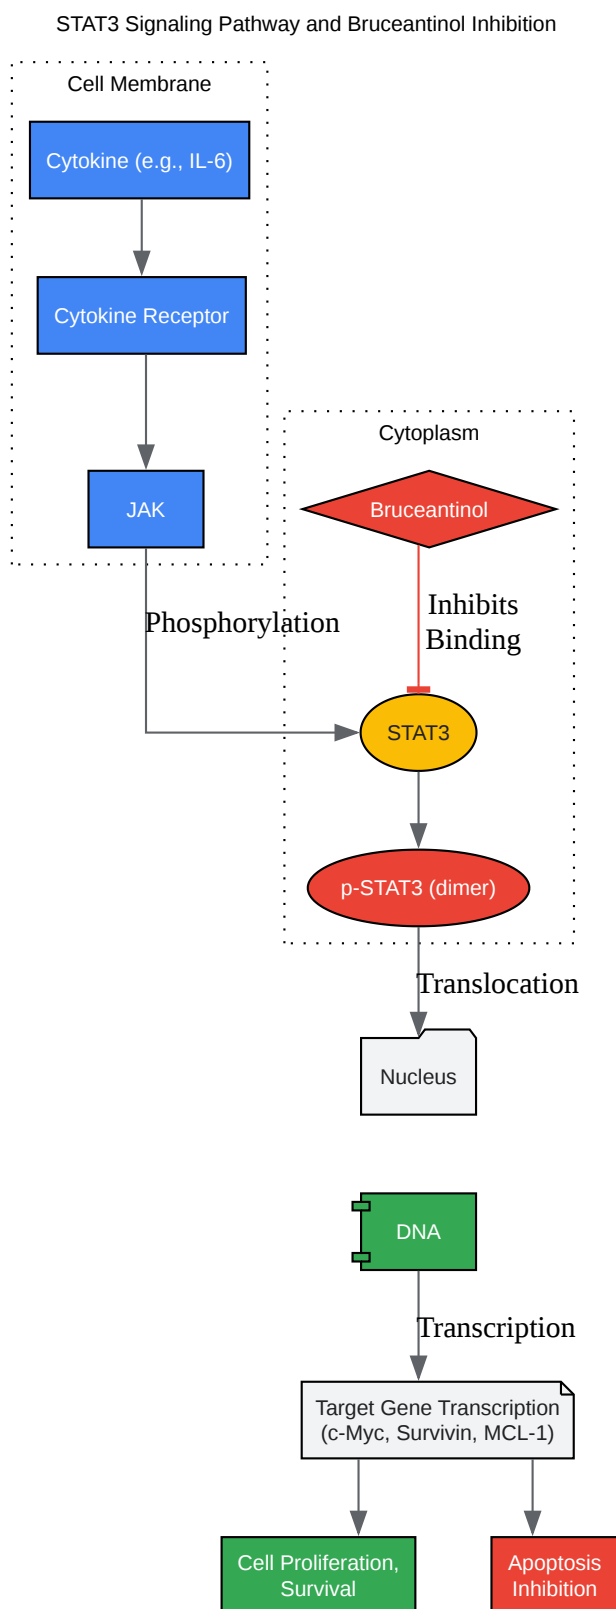 STAT3 Signaling Pathway and Bruceantinol Inhibition
Cell Membrane
Cytokine (e.g., IL-6)
Cytokine Receptor
Cytoplasm
JAK
Bruceantinol
Phosphorylation
Inhibits
Binding
STAT3
p-STAT3 (dimer)
Translocation
Nucleus
DNA
Transcription
Target Gene Transcription
(c-Myc, Survivin, MCL-1)
Cell Proliferation,
Survival
Apoptosis
Inhibition